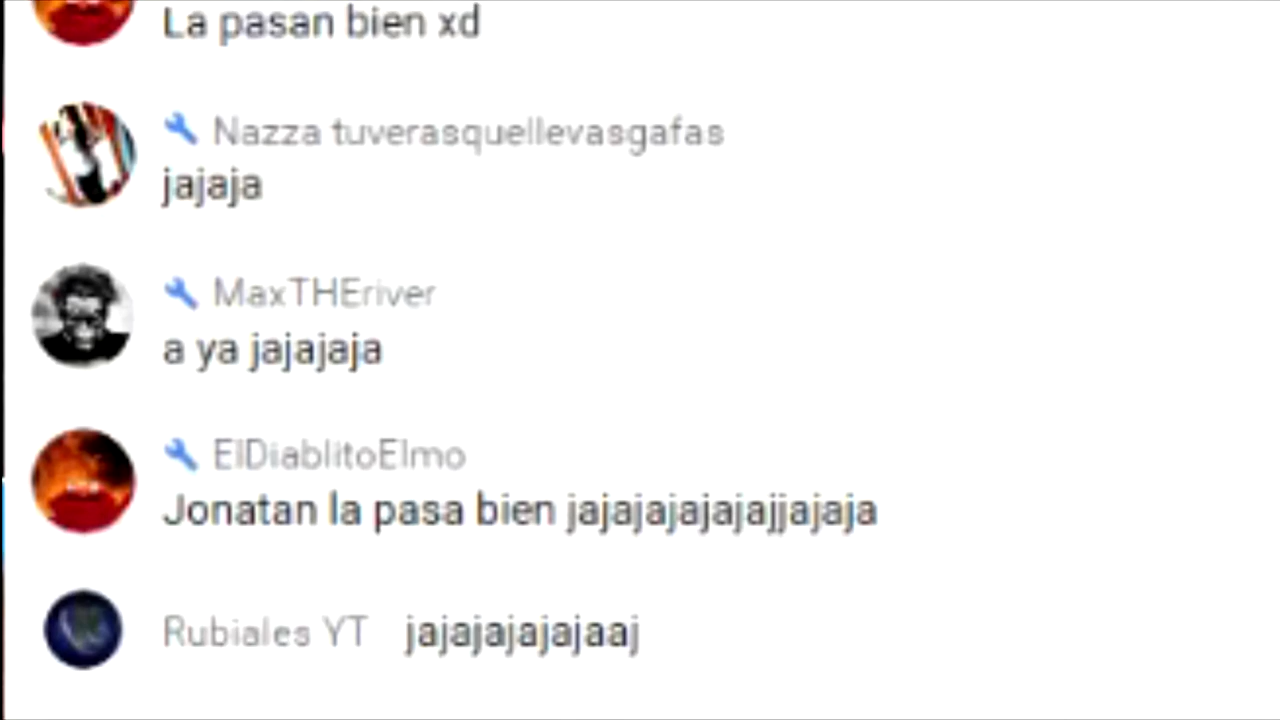 La pasan bien xd
Nazza tuverasquellevasgafas
jajaja
MaxTHEriver
a ya jajajaja
ElDiablitoElmo
Jonatan la pasa bien jajajajajajajjajaja
Rubiales YT jajajajajajaaj